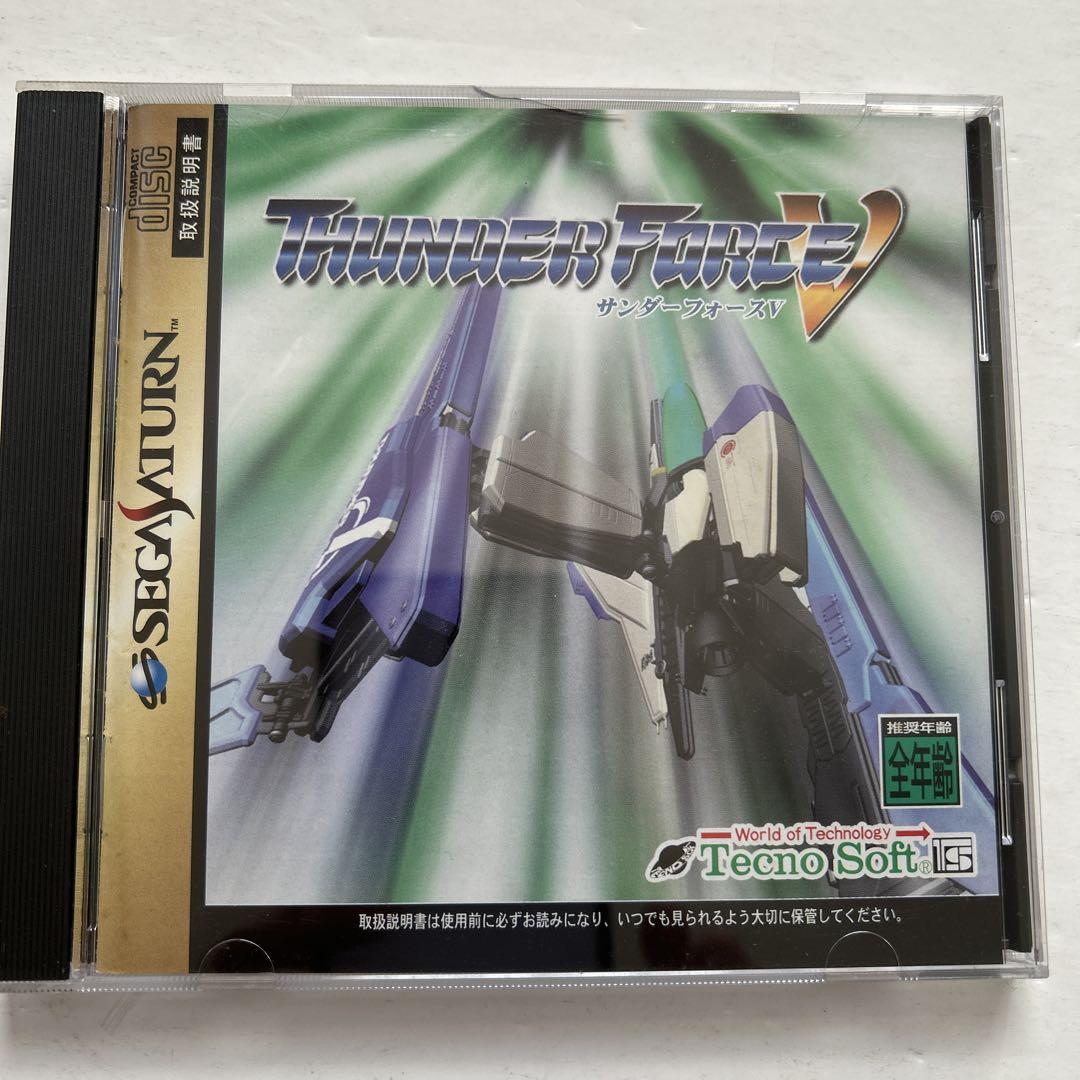 COMPACT
disc
取扱説明書
SEGA SATURN™
THUNDER FORCE V
サンダーフォースV
推奨年齢
全年齢
World of Technology
Tecno Soft®
取扱説明書は使用前に必ずお読みになり、いつでも見られるよう大切に保管してください。